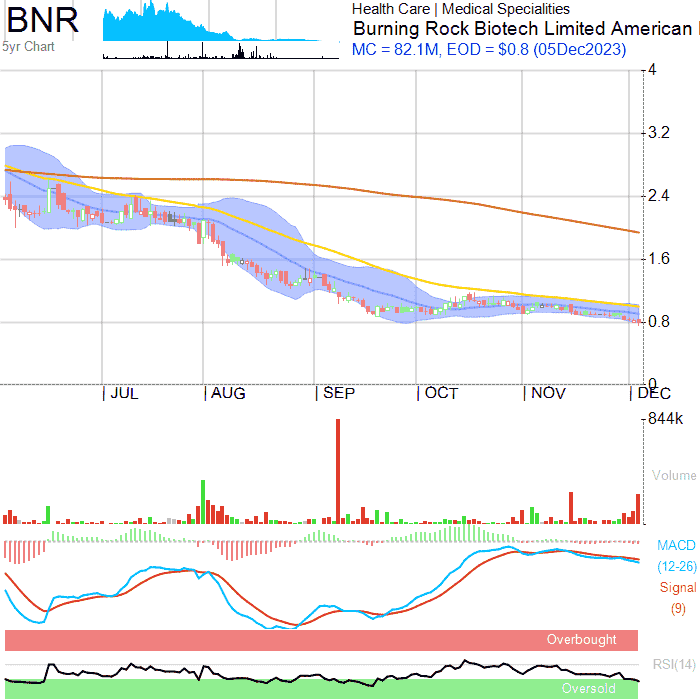 BNR
5yr Chart
Health Care | Medical Specialities
Burning Rock Biotech Limited American
MC = 82.1M, EOD = $0.8 (05Dec2023)
4
3.2
2.4
1.6
0.8
0
JUL
AUG
SEP
OCT
NOV
DEC
844k
Volume
MACD
(12-26)
Signal
(9)
Overbought
RSI(14)
Oversold